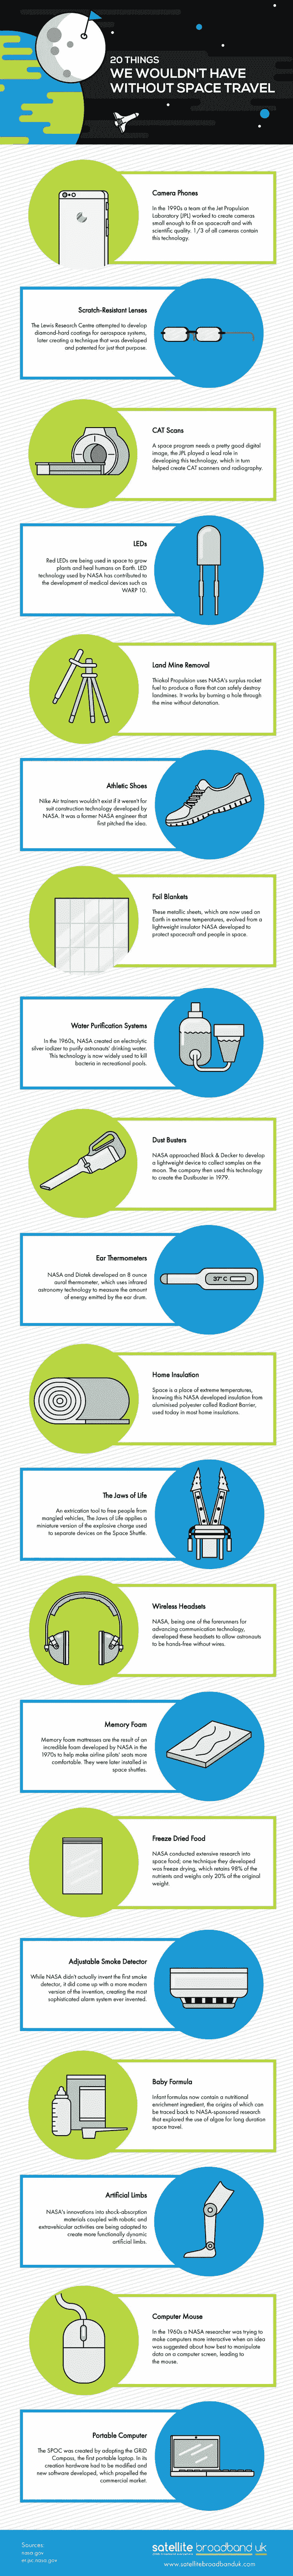 20 THINGS
WE WOULDN'T HAVE
WITHOUT SPACE TRAVEL
Camera Phones
In the 1990s a team at the Jet Propulsion
Laboratory (JPL) worked to create cameras
small enough to fit on spacecraft and with
scientific quality. 1/3 of all cameras contain
this technology.
Scratch-Resistant Lenses
The Lewis Research Centre attempted to develop
diamond-hard coatings for aerospace systems,
later creating a technique that was developed
and patented for just that purpose.
CAT Scans
A space program needs a pretty good digital
image, the JPL played a lead role in
developing this technology, which in turn
helped create CAT scanners and radiography.
LEDs
Red LEDs are being used in space to grow
plants and heal humans on Earth. LED
technology used by NASA has contributed to
the development of medical devices such as
WARP 10.
Land Mine Removal
Thiokol Propulsion uses NASA's surplus rocket
fuel to produce a flare that can safely destroy
landmines. It works by burning a hole through
the mine without detonation.
Athletic Shoes
Nike Air trainers wouldn't exist if it weren't for
suit construction technology developed by
NASA. It was a former NASA engineer that
first pitched the idea.
Foil Blankets
These metallic sheets, which are now used on
Earth in extreme temperatures, evolved from a
lightweight insulator NASA developed to
protect spacecraft and people in space.
Water Purification Systems
In the 1960s, NASA created an electrolytic
silver iodizer to purify astronauts' drinking water.
This technology is now widely used to kill
bacteria in recreational pools.
Dust Busters
NASA approached Black & Decker to develop
a lightweight device to collect samples on the
moon. The company then used this technology
to create the Dustbuster in 1979.
Ear Thermometers
NASA and Diatek developed an 8 ounce
aural thermometer, which uses infrared
astronomy technology to measure the amount
of energy emitted by the ear drum.
37°C
Home Insulation
Space is a place of extreme temperatures,
knowing this NASA developed insulation from
aluminised polyester called Radiant Barrier,
used today in most home insulations.
The Jaws of Life
An extrication tool to free people from
mangled vehicles, The Jaws of Life applies a
miniature version of the explosive charge used
to separate devices on the Space Shuttle.
Wireless Headsets
NASA, being one of the forerunners for
advancing communication technology,
developed these headsets to allow astronauts
to be hands-free without wires.
Memory Foam
Memory foam mattresses are the result of an
incredible foam developed by NASA in the
1970s to help make airline pilots' seats more
comfortable. They were later installed in
space shuttles.
Freeze Dried Food
NASA conducted extensive research into
space food; one technique they developed
was freeze drying, which retains 98% of the
nutrients and weighs only 20% of the original
weight.
Adjustable Smoke Detector
While NASA didn't actually invent the first smoke
detector, it did come up with a more modern
version of the invention, creating the most
sophisticated alarm system ever invented.
Baby Formula
Infant formulas now contain a nutritional
enrichment ingredient, the origins of which can
be traced back to NASA-sponsored research
that explored the use of algae for long duration
space travel.
Artificial Limbs
NASA's innovations into shock-absorption
materials coupled with robotic and
extravehicular activities are being adapted to
create more functionally dynamic
artificial limbs.
Computer Mouse
In the 1960s a NASA researcher was trying to
make computers more interactive when an idea
was suggested about how best to manipulate
data on a computer screen, leading to
the mouse.
Portable Computer
The SPOC was created by adapting the GRiD
Compass, the first portable laptop. In its
creation hardware had to be modified and
new software developed, which propelled the
commercial market.
Sources:
nasa.gov
er.jsc.nasa.gov
satellite broadband uk
www.satellitebroadbanduk.com